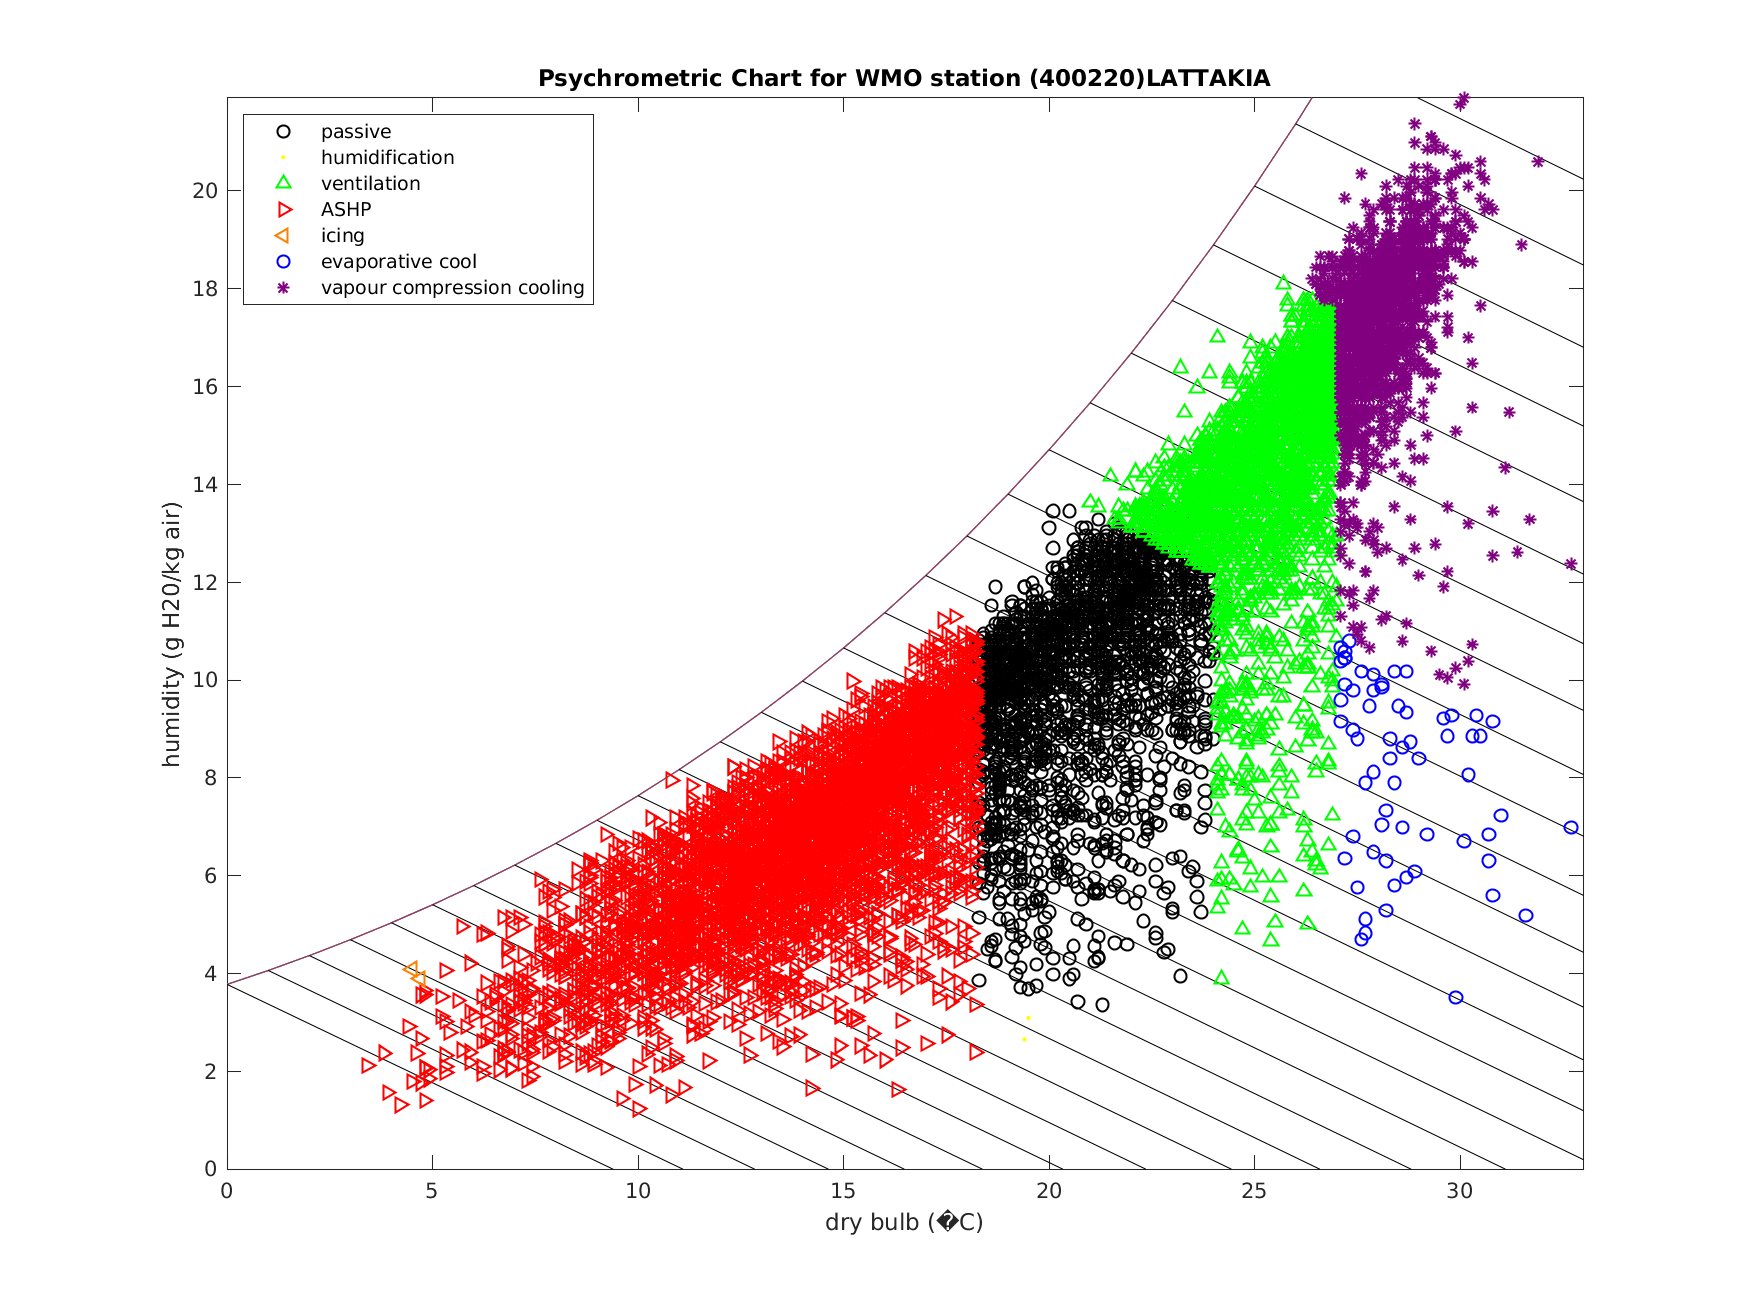 Psychrometric Chart for WMO station (400220)LATTAKIA
passive
humidification
ventilation
ASHP
icing
evaporative cool
vapour compression cooling
humidity (g H20/kg air)
20
18
16
14
12
10
8
6
4
2
0
0 5 10 15 20 25 30
dry bulb (�C)